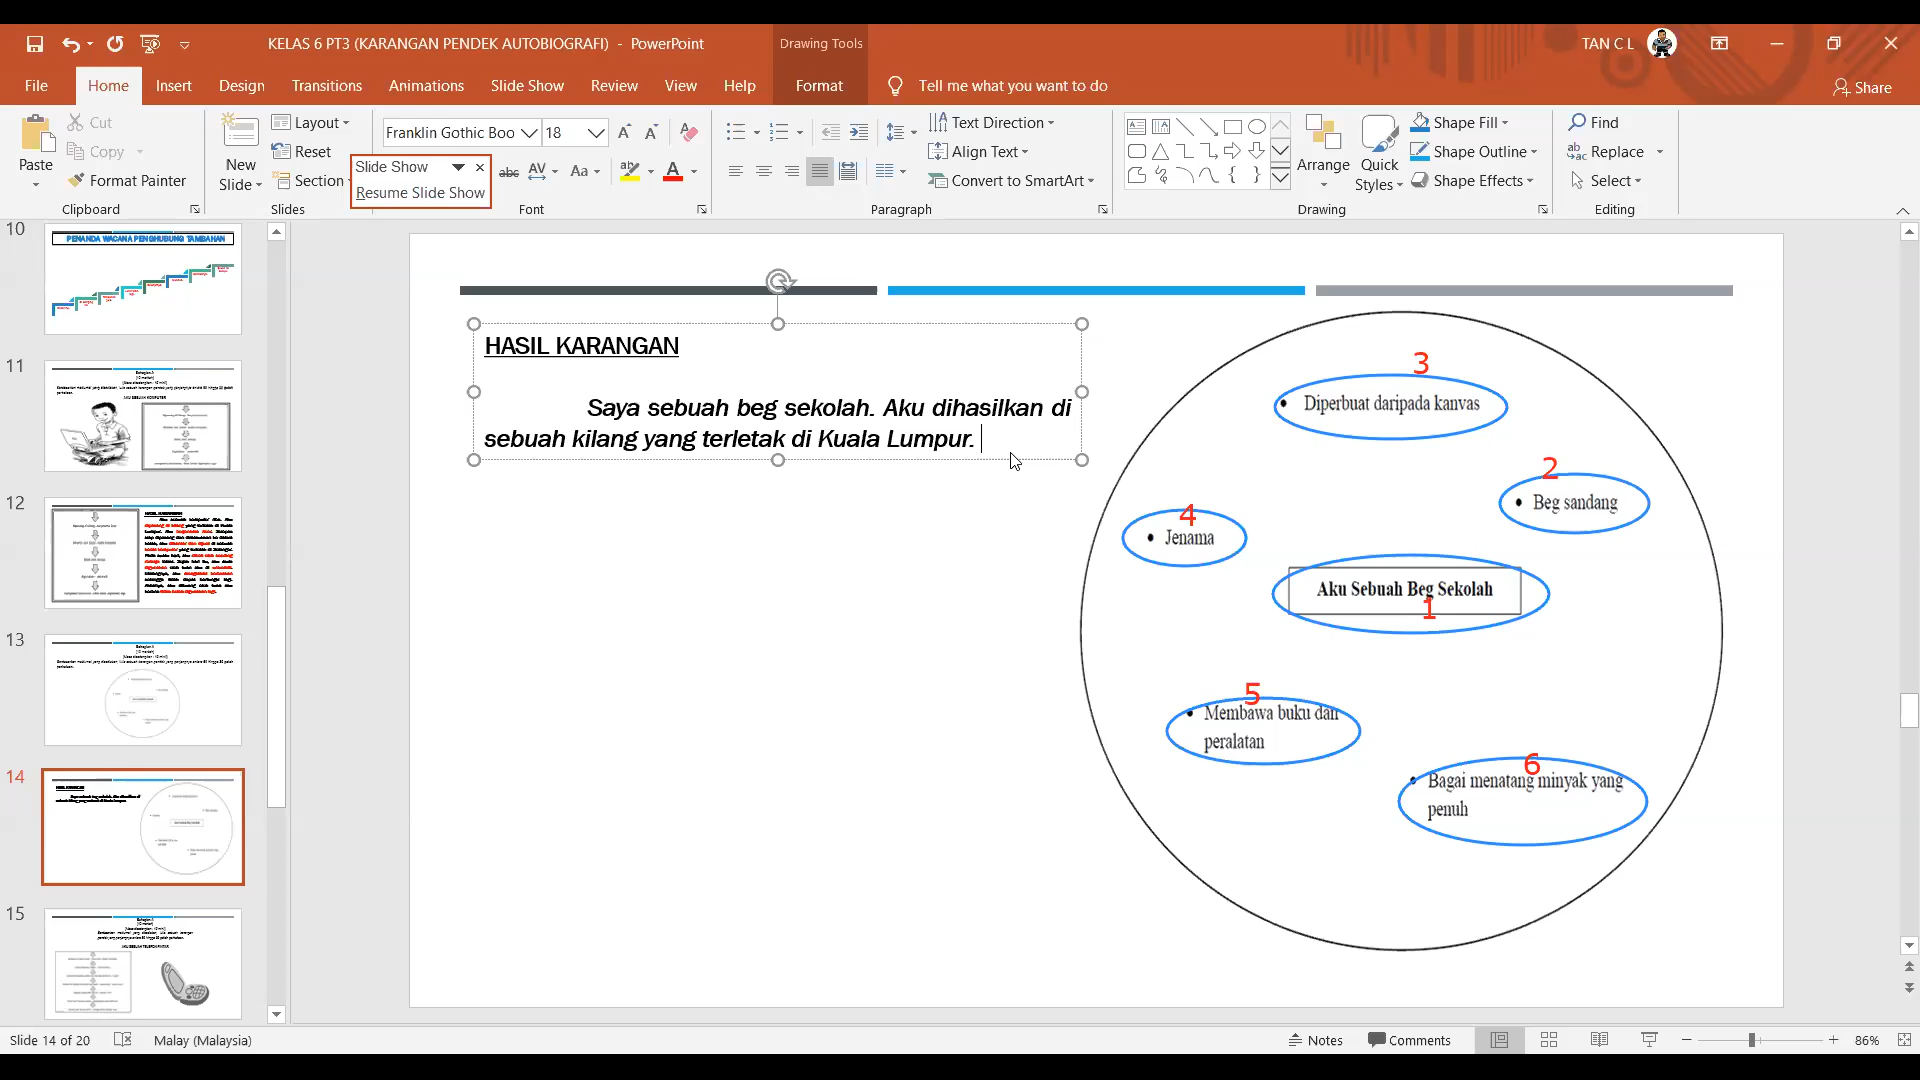 KELAS 6 PT3 (KARANGAN PENDEK AUTOBIOGRAFI) - PowerPoint
Drawing Tools
TAN C L
File
Home
Insert
Design
Transitions
Animations
Slide Show
Review
View
Help
Format
Tell me what you want to do
Share
Paste
Cut
Copy
Format Painter
Clipboard
New
Slide
Layout
Reset
Section
Slides
Slide Show
Resume Slide Show
Franklin Gothic Boo
18
Font
Text Direction
Align Text
Convert to SmartArt
Paragraph
Arrange
Quick
Styles
Shape Fill
Shape Outline
Shape Effects
Drawing
Find
Replace
Select
Editing
10
PENANDA WACANA PENGHUBUNG TAMBAHAN
11
12
13
14
15
HASIL KARANGAN
Saya sebuah beg sekolah. Aku dihasilkan di
sebuah kilang yang terletak di Kuala Lumpur.
3
• Diperbuat daripada kanvas
2
• Beg sandang
4
• Jenama
Aku Sebuah Beg Sekolah
1
5
• Membawa buku dan
peralatan
6
• Bagai menatang minyak yang
penuh
Slide 14 of 20
Malay (Malaysia)
Notes
Comments
86%